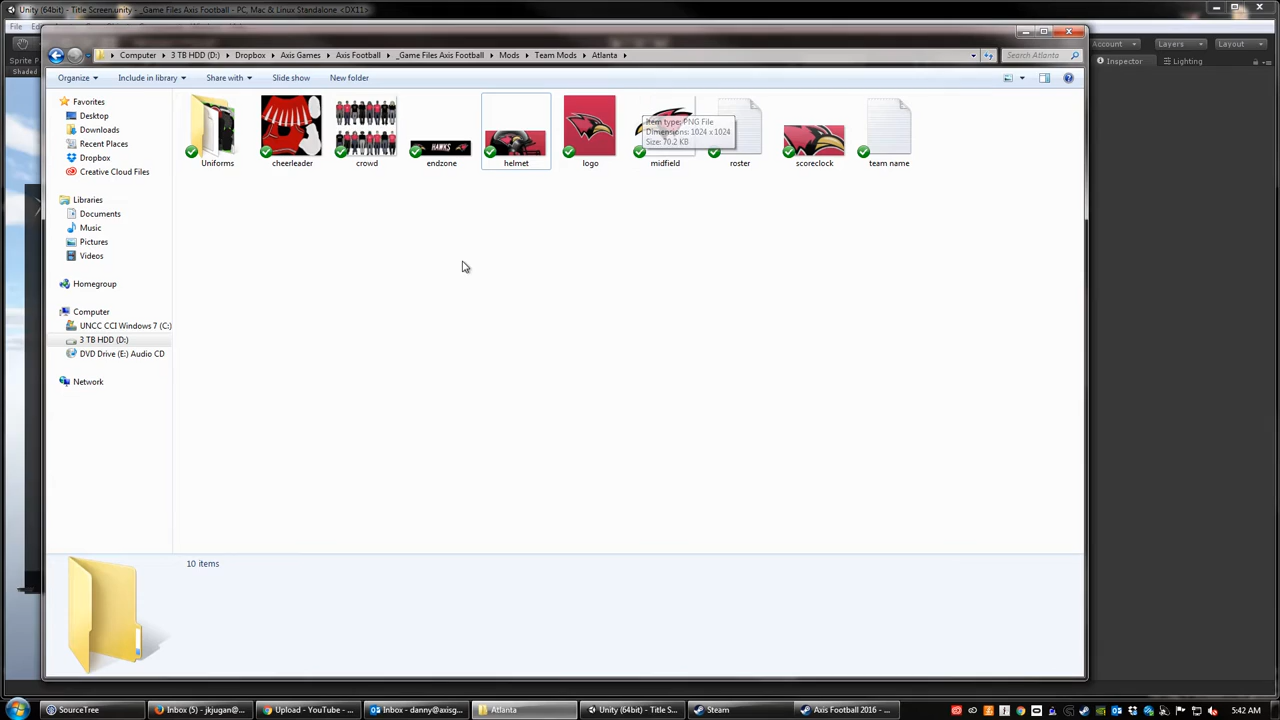 Unity (64bit) - Title Screen.unity - _Game Files Axis Football - PC, Mac & Linux Standalone <DX11>
File
Computer ▸ 3 TB HDD (D:) ▸ Dropbox ▸ Axis Games ▸ Axis Football ▸ _Game Files Axis Football ▸ Mods ▸ Team Mods ▸ Atlanta ▸
Search Atlanta
Account Layers Layout
Sprite Pa
Shaded
Inspector Lighting
Organize Include in library Share with Slide show New folder
Favorites
Desktop
Downloads
Recent Places
Dropbox
Creative Cloud Files
Libraries
Documents
Music
Pictures
Videos
Homegroup
Computer
UNCC CCI Windows 7 (C:)
3 TB HDD (D:)
DVD Drive (E:) Audio CD
Network
HAWKS
Item type: PNG File
Dimensions: 1024 x 1024
Size: 70.2 KB
Uniforms cheerleader crowd endzone helmet logo midfield roster scoreclock team name
10 items
SourceTree
Inbox (5) - jkjugan@...
Upload - YouTube - ...
Inbox - danny@axisg...
Atlanta
Unity (64bit) - Title S...
Steam
Axis Football 2016 - ...
5:42 AM